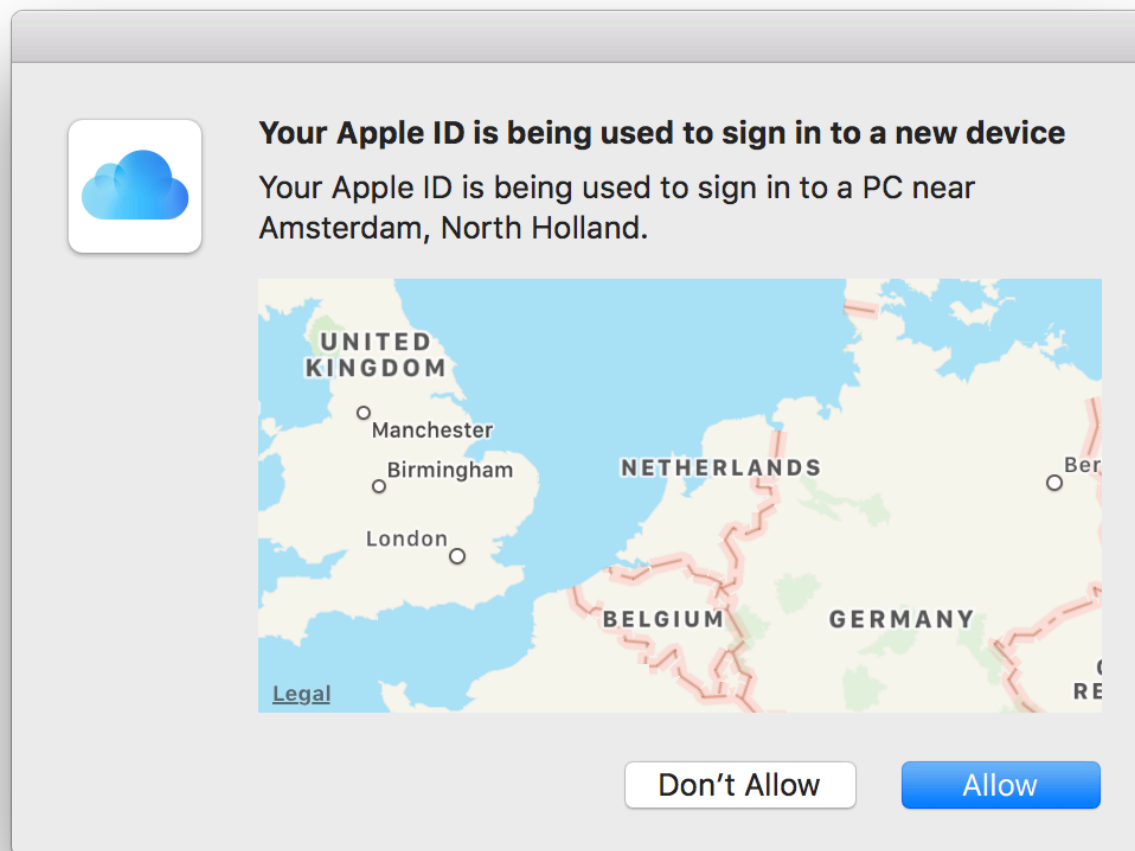 Your Apple ID is being used to sign in to a new device
Your Apple ID is being used to sign in to a PC near
Amsterdam, North Holland.
UNITED
KINGDOM
Manchester
Birmingham
London
NETHERLANDS
Ber
BELGIUM
GERMANY
RE
Legal
Don’t Allow
Allow